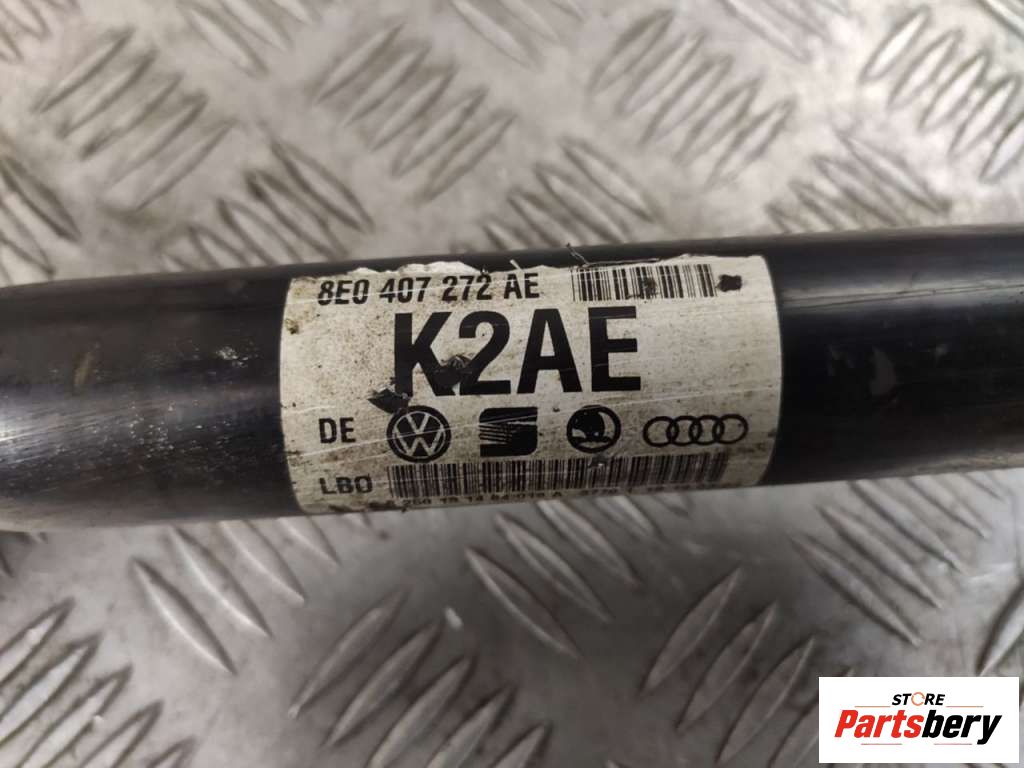 8E0 407 272 AE
K2AE
DE
LBO
STORE
Partsbery